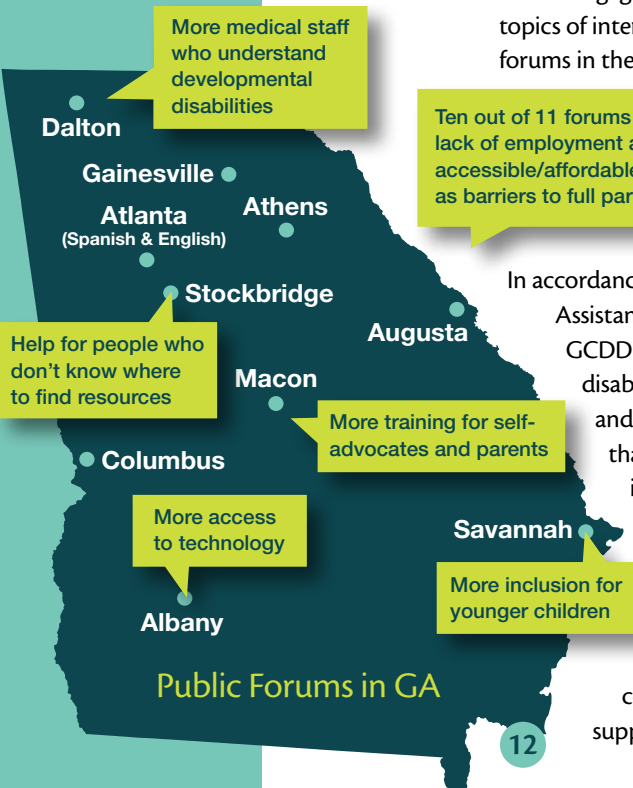 topics of inter
forums in the
More medical staff
who understand
developmental
disabilities
Dalton
Ten out of 11 forums
lack of employment a
accessible/affordable
as barriers to full par
Gainesville
Atlanta
(Spanish & English)
Athens
Stockbridge
In accordanc
Assistan
GCDD
disab
and
tha
i
Augusta
Help for people who
don't know where
to find resources
Macon
More training for self-
advocates and parents
Columbus
More access
to technology
Savannah
More inclusion for
younger children
Albany
Public Forums in GA
c
supp
12